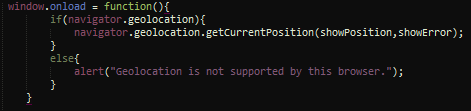 window.onload = function(){
if(navigator.geolocation){
navigator.geolocation.getCurrentPosition(showPosition,showError);
}
else{
alert("Geolocation is not supported by this browser.");
}
}